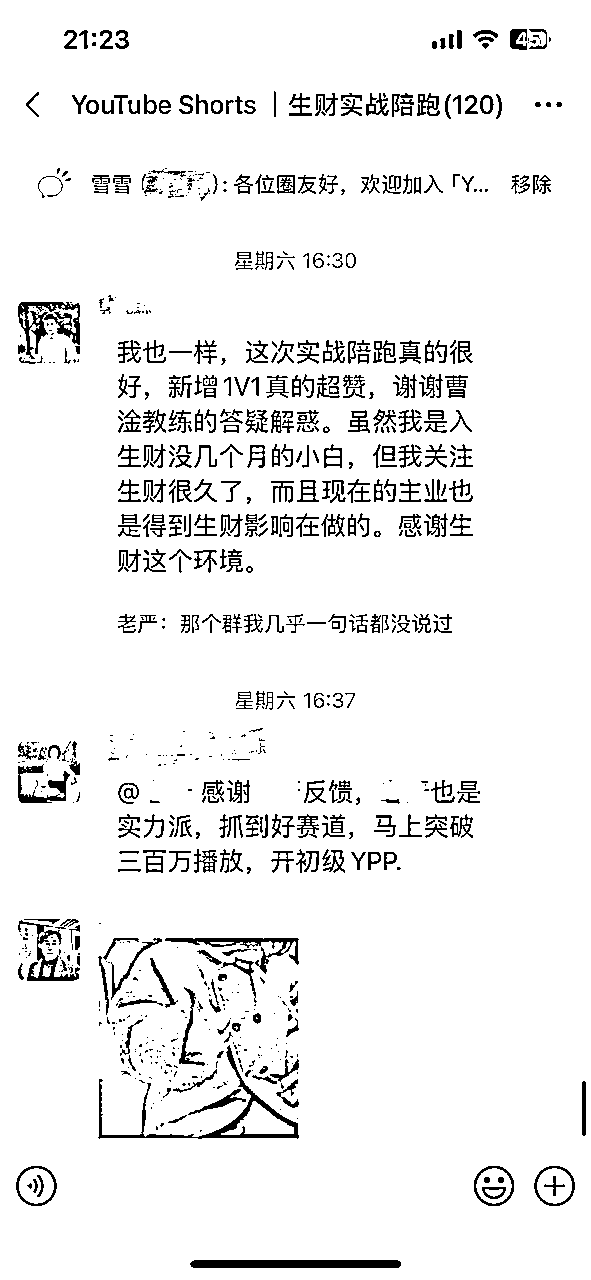 21:23
45
YouTube Shorts｜生财实战陪跑(120)
雪雪 ( ): 各位圈友好，欢迎加入「Y... 移除
星期六 16:30
我也一样，这次实战陪跑真的很
好，新增1V1真的超赞，谢谢曹
淦教练的答疑解惑。虽然我是入
生财没几个月的小白，但我关注
生财很久了，而且现在的主业也
是得到生财影响在做的。感谢生
财这个环境。
老严：那个群我几乎一句话都没说过
星期六 16:37
@ 感谢 反馈， 也是
实力派，抓到好赛道，马上突破
三百万播放，开初级YPP.